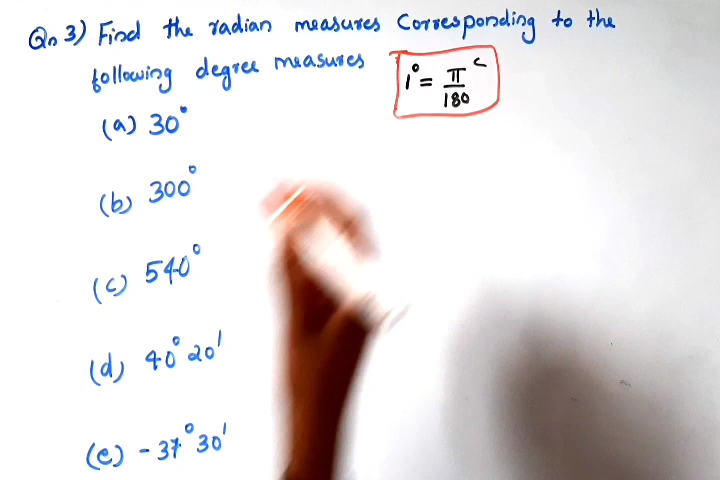 Qn 3) Find the radian measures corresponding to the
following degree measures
1° = π/180 ᶜ
(a) 30°
(b) 300°
(c) 540°
(d) 40° 20'
(e) -37° 30'